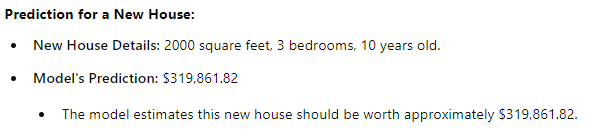 Prediction for a New House:
• New House Details: 2000 square feet, 3 bedrooms, 10 years old.
• Model's Prediction: $319,861.82
• The model estimates this new house should be worth approximately $319,861.82.